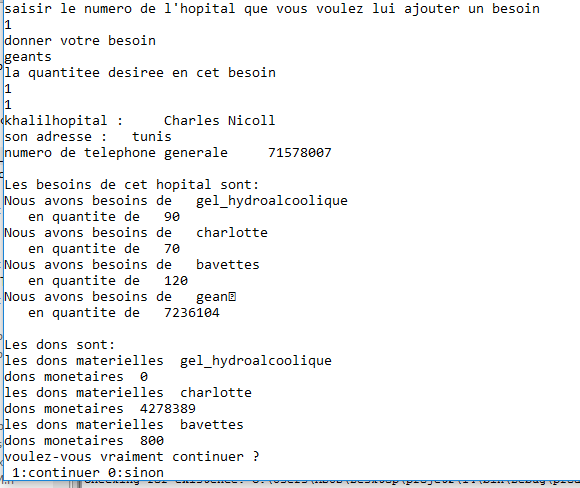 saisir le numero de l'hopital que vous voulez lui ajouter un besoin
1
donner votre besoin
geants
la quantitee desiree en cet besoin
1
1
khalilhopital :     Charles Nicoll
son adresse :   tunis
numero de telephone generale     71578007

Les besoins de cet hopital sont:
Nous avons besoins de   gel_hydroalcoolique
   en quantite de   90
Nous avons besoins de   charlotte
   en quantite de   70
Nous avons besoins de   bavettes
   en quantite de   120
Nous avons besoins de   gean
   en quantite de   7236104

Les dons sont:
les dons materielles  gel_hydroalcoolique
dons monetaires  0
les dons materielles  charlotte
dons monetaires  4278389
les dons materielles  bavettes
dons monetaires  800
voulez-vous vraiment continuer ?
 1:continuer 0:sinon